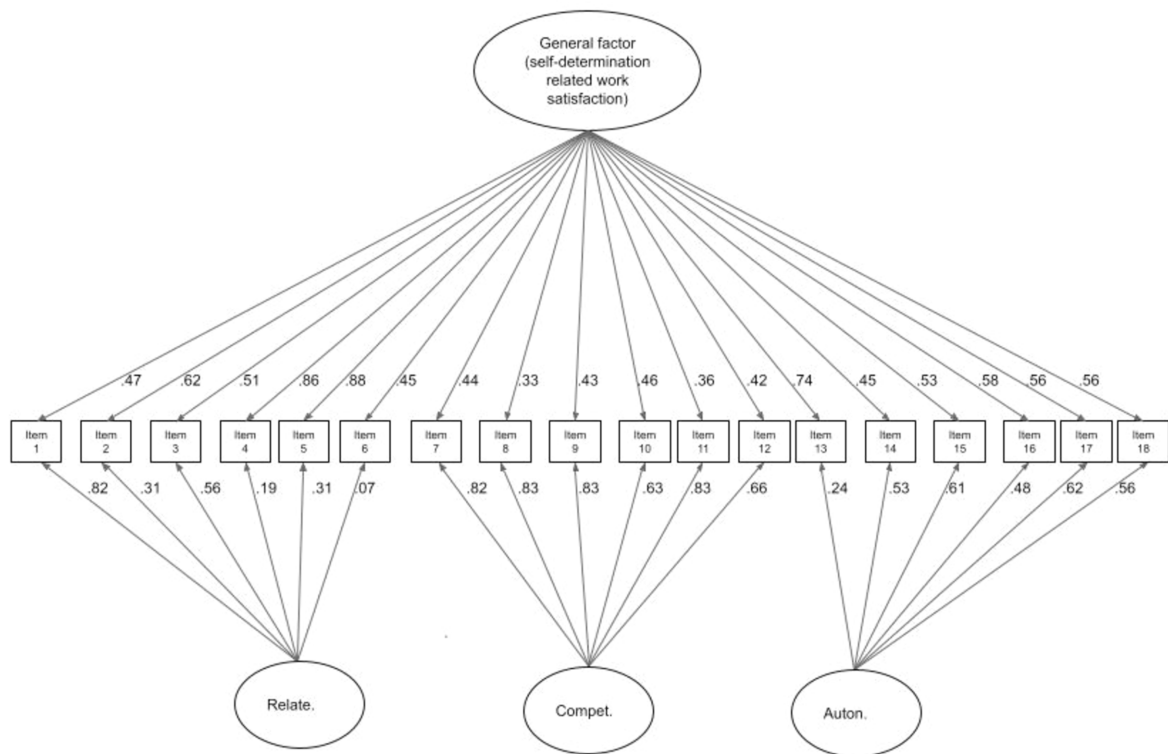 General factor
(self-determination
related work
satisfaction)
.47 .62 .51 .86 .88 .45 .44 .33 .43 .46 .36 .42 .74 .45 .53 .58 .56 .56
Item Item Item Item Item Item Item Item Item Item Item Item Item Item Item Item Item Item
1 2 3 4 5 6 7 8 9 10 11 12 13 14 15 16 17 18
.82 .31 .56 .19 .31 .07 .82 .83 .83 .63 .83 .66 .24 .53 .61 .48 .62 .56
Relate. Compet. Auton.